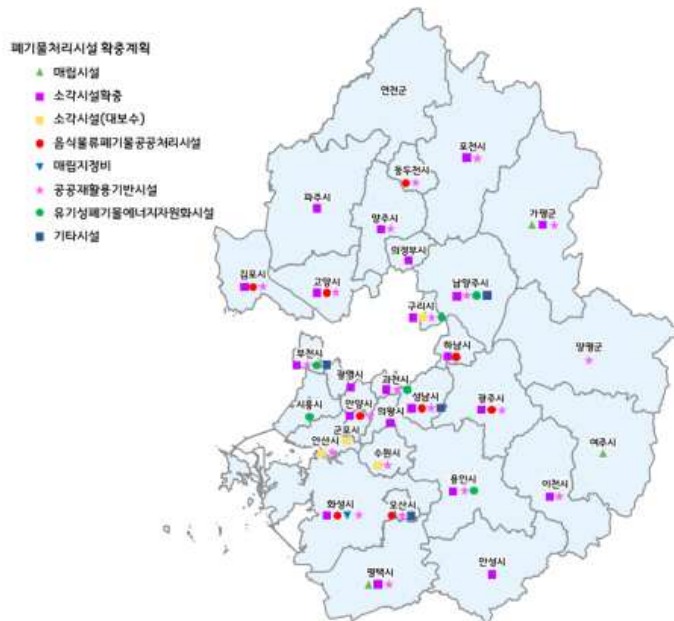 폐기물처리시설 확충계획
매립시설
소각시설확충
소각시설(대보수)
음식물류폐기물공공처리시설
매립지정비
공공재활용기반시설
유기성폐기물에너지자원화시설
기타시설
연천군
포천시
동두천시
파주시
가평군
양주시
의정부시
김포시
고양시
남양주시
구리시
양평군
하남시
부천시
광명시
과천시
시흥시
안양시
성남시
광주시
의왕시
군포시
안산시
수원시
여주시
용인시
이천시
화성시
오산시
평택시
안성시